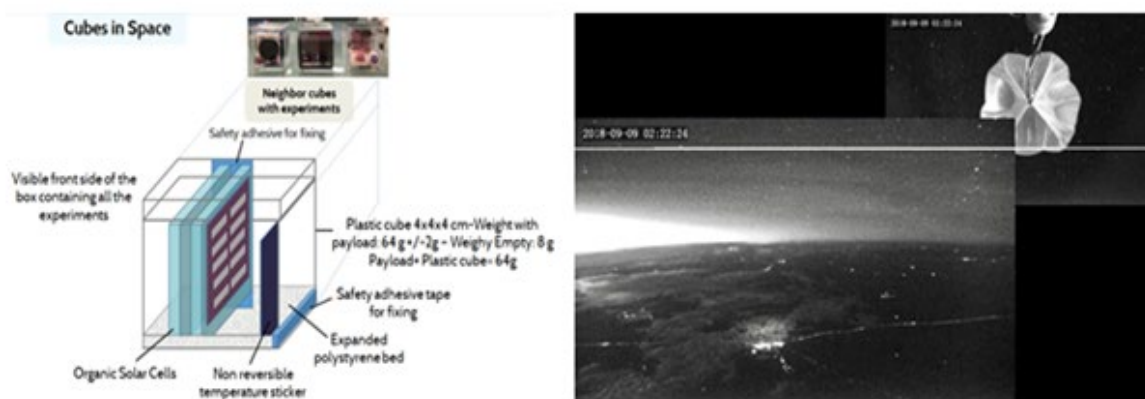 Cubes in Space
Neighbor cubes
with experiments
Safety adhesive for fixing
Visible front side of the
box containing all the
experiments
Plastic cube 4x4x4 cm-Weight with
payload: 64 g +/-2g - Weighy Empty: 8 g
Payload+ Plastic cube= 64g
Safety adhesive tape
for fixing
Expanded
polystyrene bed
Organic Solar Cells
Non reversible
temperature sticker
2018-09-09 02:22:24
2018-09-09 02:22:24